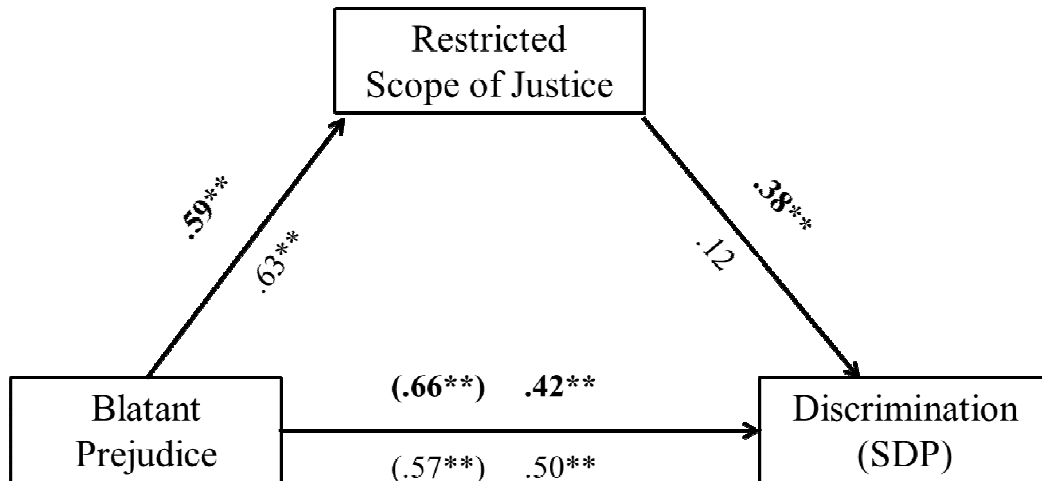 Restricted
Scope of Justice
.59**
.63**
.38**
.12
(.66**) .42**
Blatant
Prejudice
Discrimination
(SDP)
(.57**) .50**